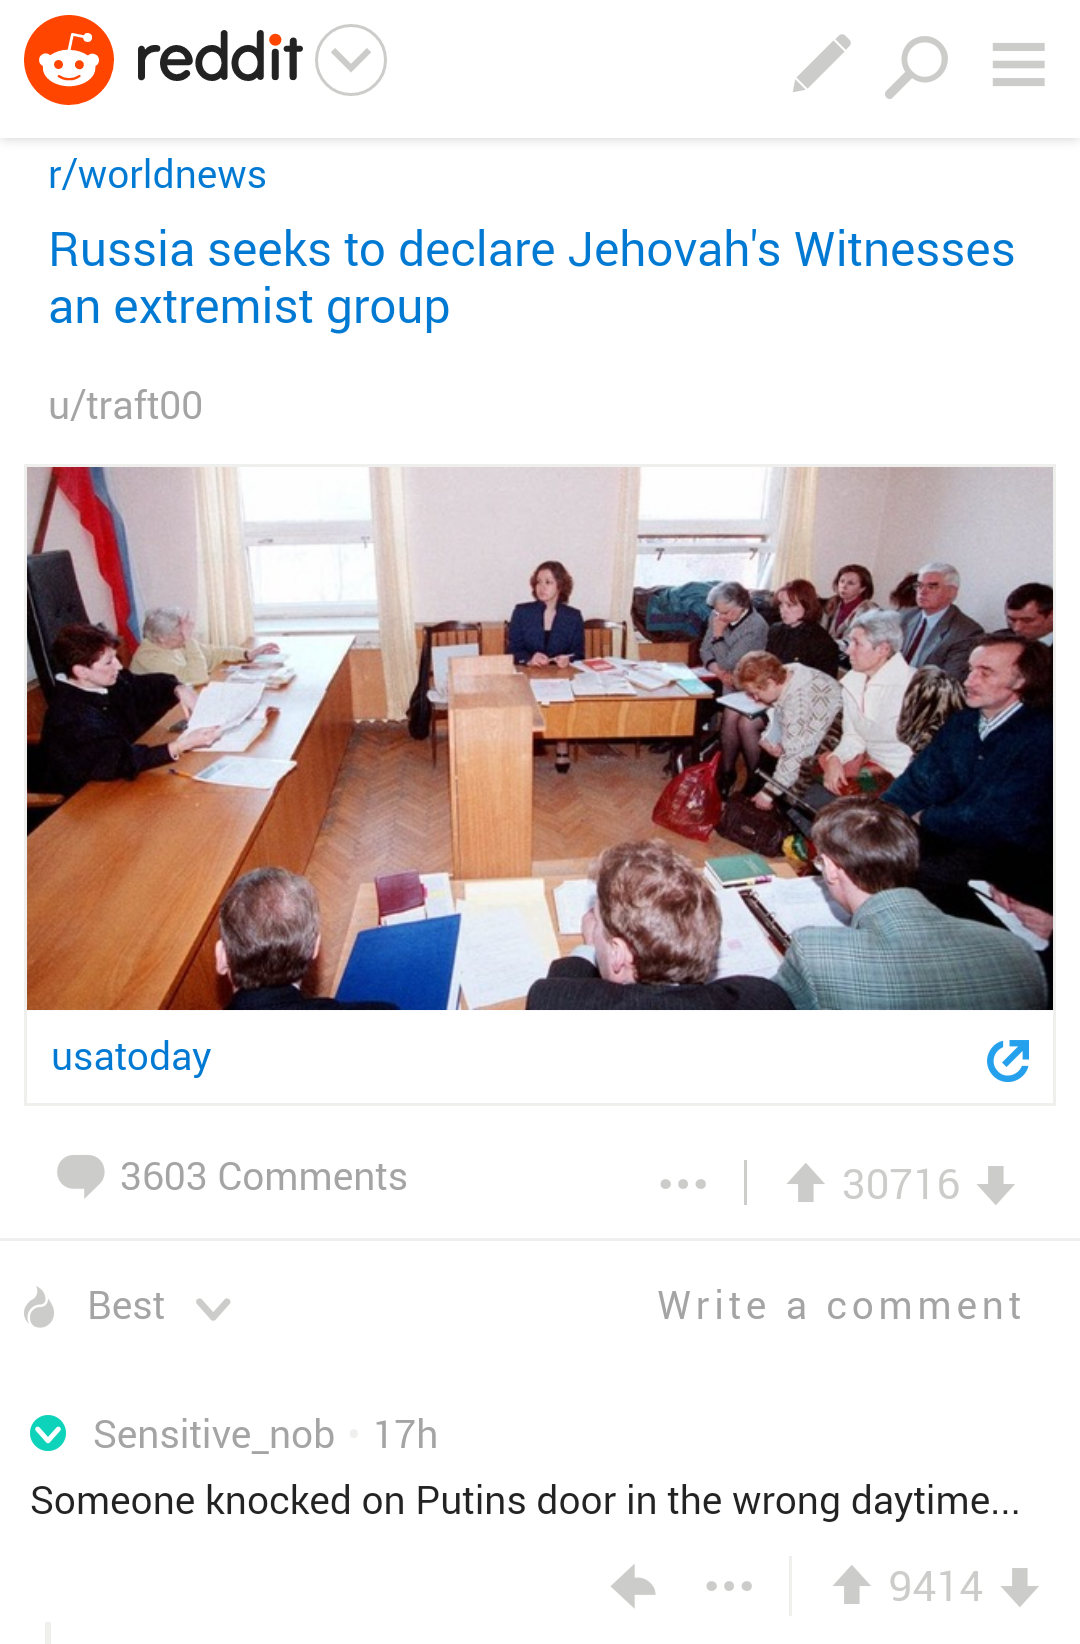 reddit
r/worldnews
Russia seeks to declare Jehovah's Witnesses
an extremist group
u/traft00
usatoday
3603 Comments
30716
Best
Write a comment
Sensitive_nob • 17h
Someone knocked on Putins door in the wrong daytime...
9414